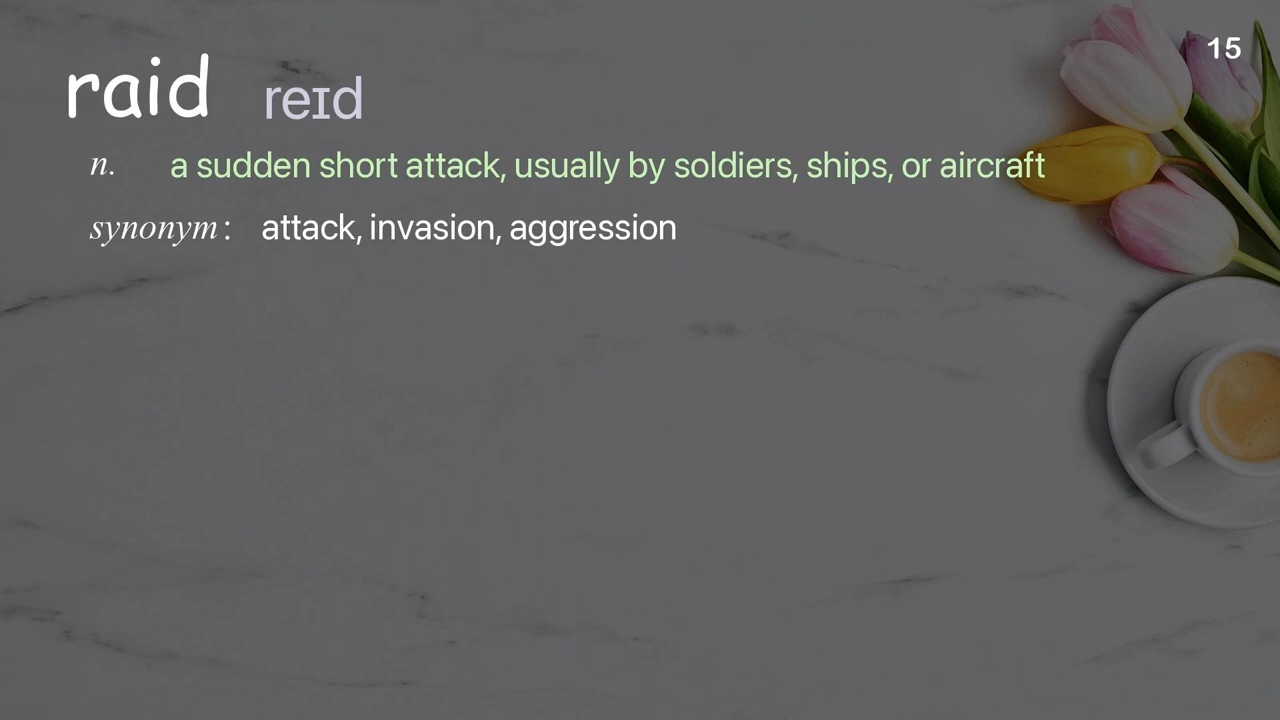 15
raid reɪd
n. a sudden short attack, usually by soldiers, ships, or aircraft
synonym: attack, invasion, aggression